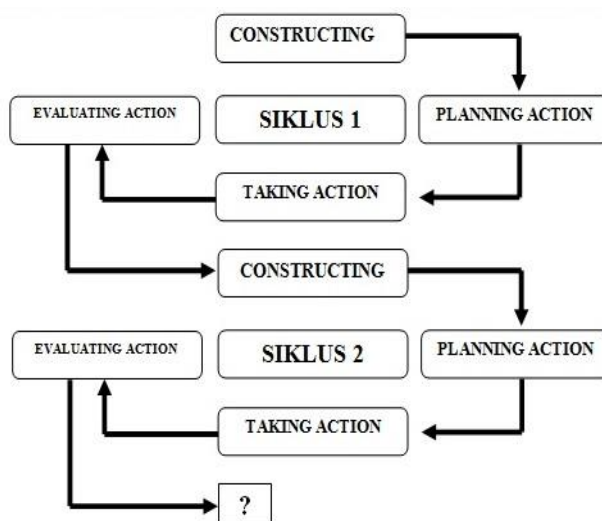 CONSTRUCTING
EVALUATING ACTION
SIKLUS 1
PLANNING ACTION
TAKING ACTION
CONSTRUCTING
EVALUATING ACTION
SIKLUS 2
PLANNING ACTION
TAKING ACTION
?